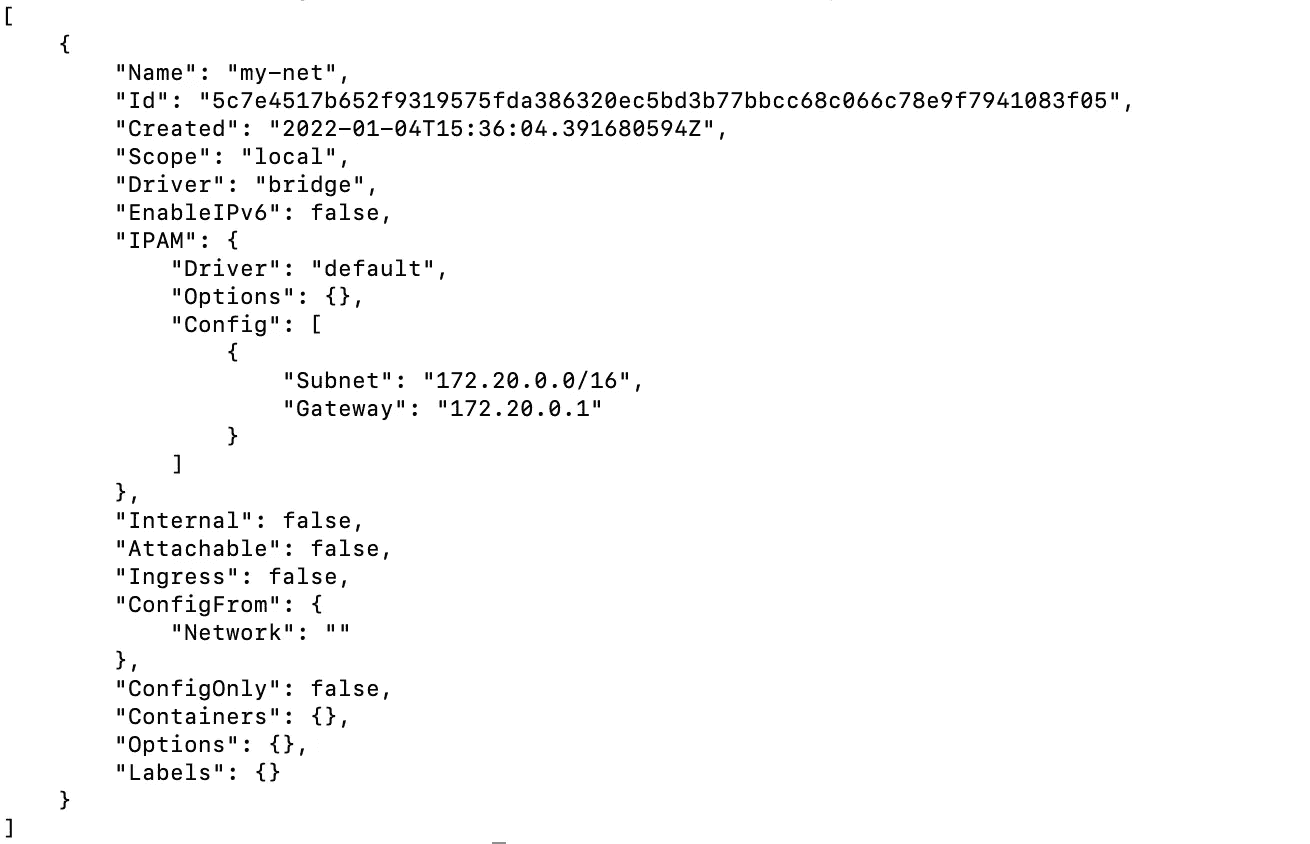 [
    {
        "Name": "my-net",
        "Id": "5c7e4517b652f9319575fda386320ec5bd3b77bbcc68c066c78e9f7941083f05",
        "Created": "2022-01-04T15:36:04.391680594Z",
        "Scope": "local",
        "Driver": "bridge",
        "EnableIPv6": false,
        "IPAM": {
            "Driver": "default",
            "Options": {},
            "Config": [
                {
                    "Subnet": "172.20.0.0/16",
                    "Gateway": "172.20.0.1"
                }
            ]
        },
        "Internal": false,
        "Attachable": false,
        "Ingress": false,
        "ConfigFrom": {
            "Network": ""
        },
        "ConfigOnly": false,
        "Containers": {},
        "Options": {},
        "Labels": {}
    }
]